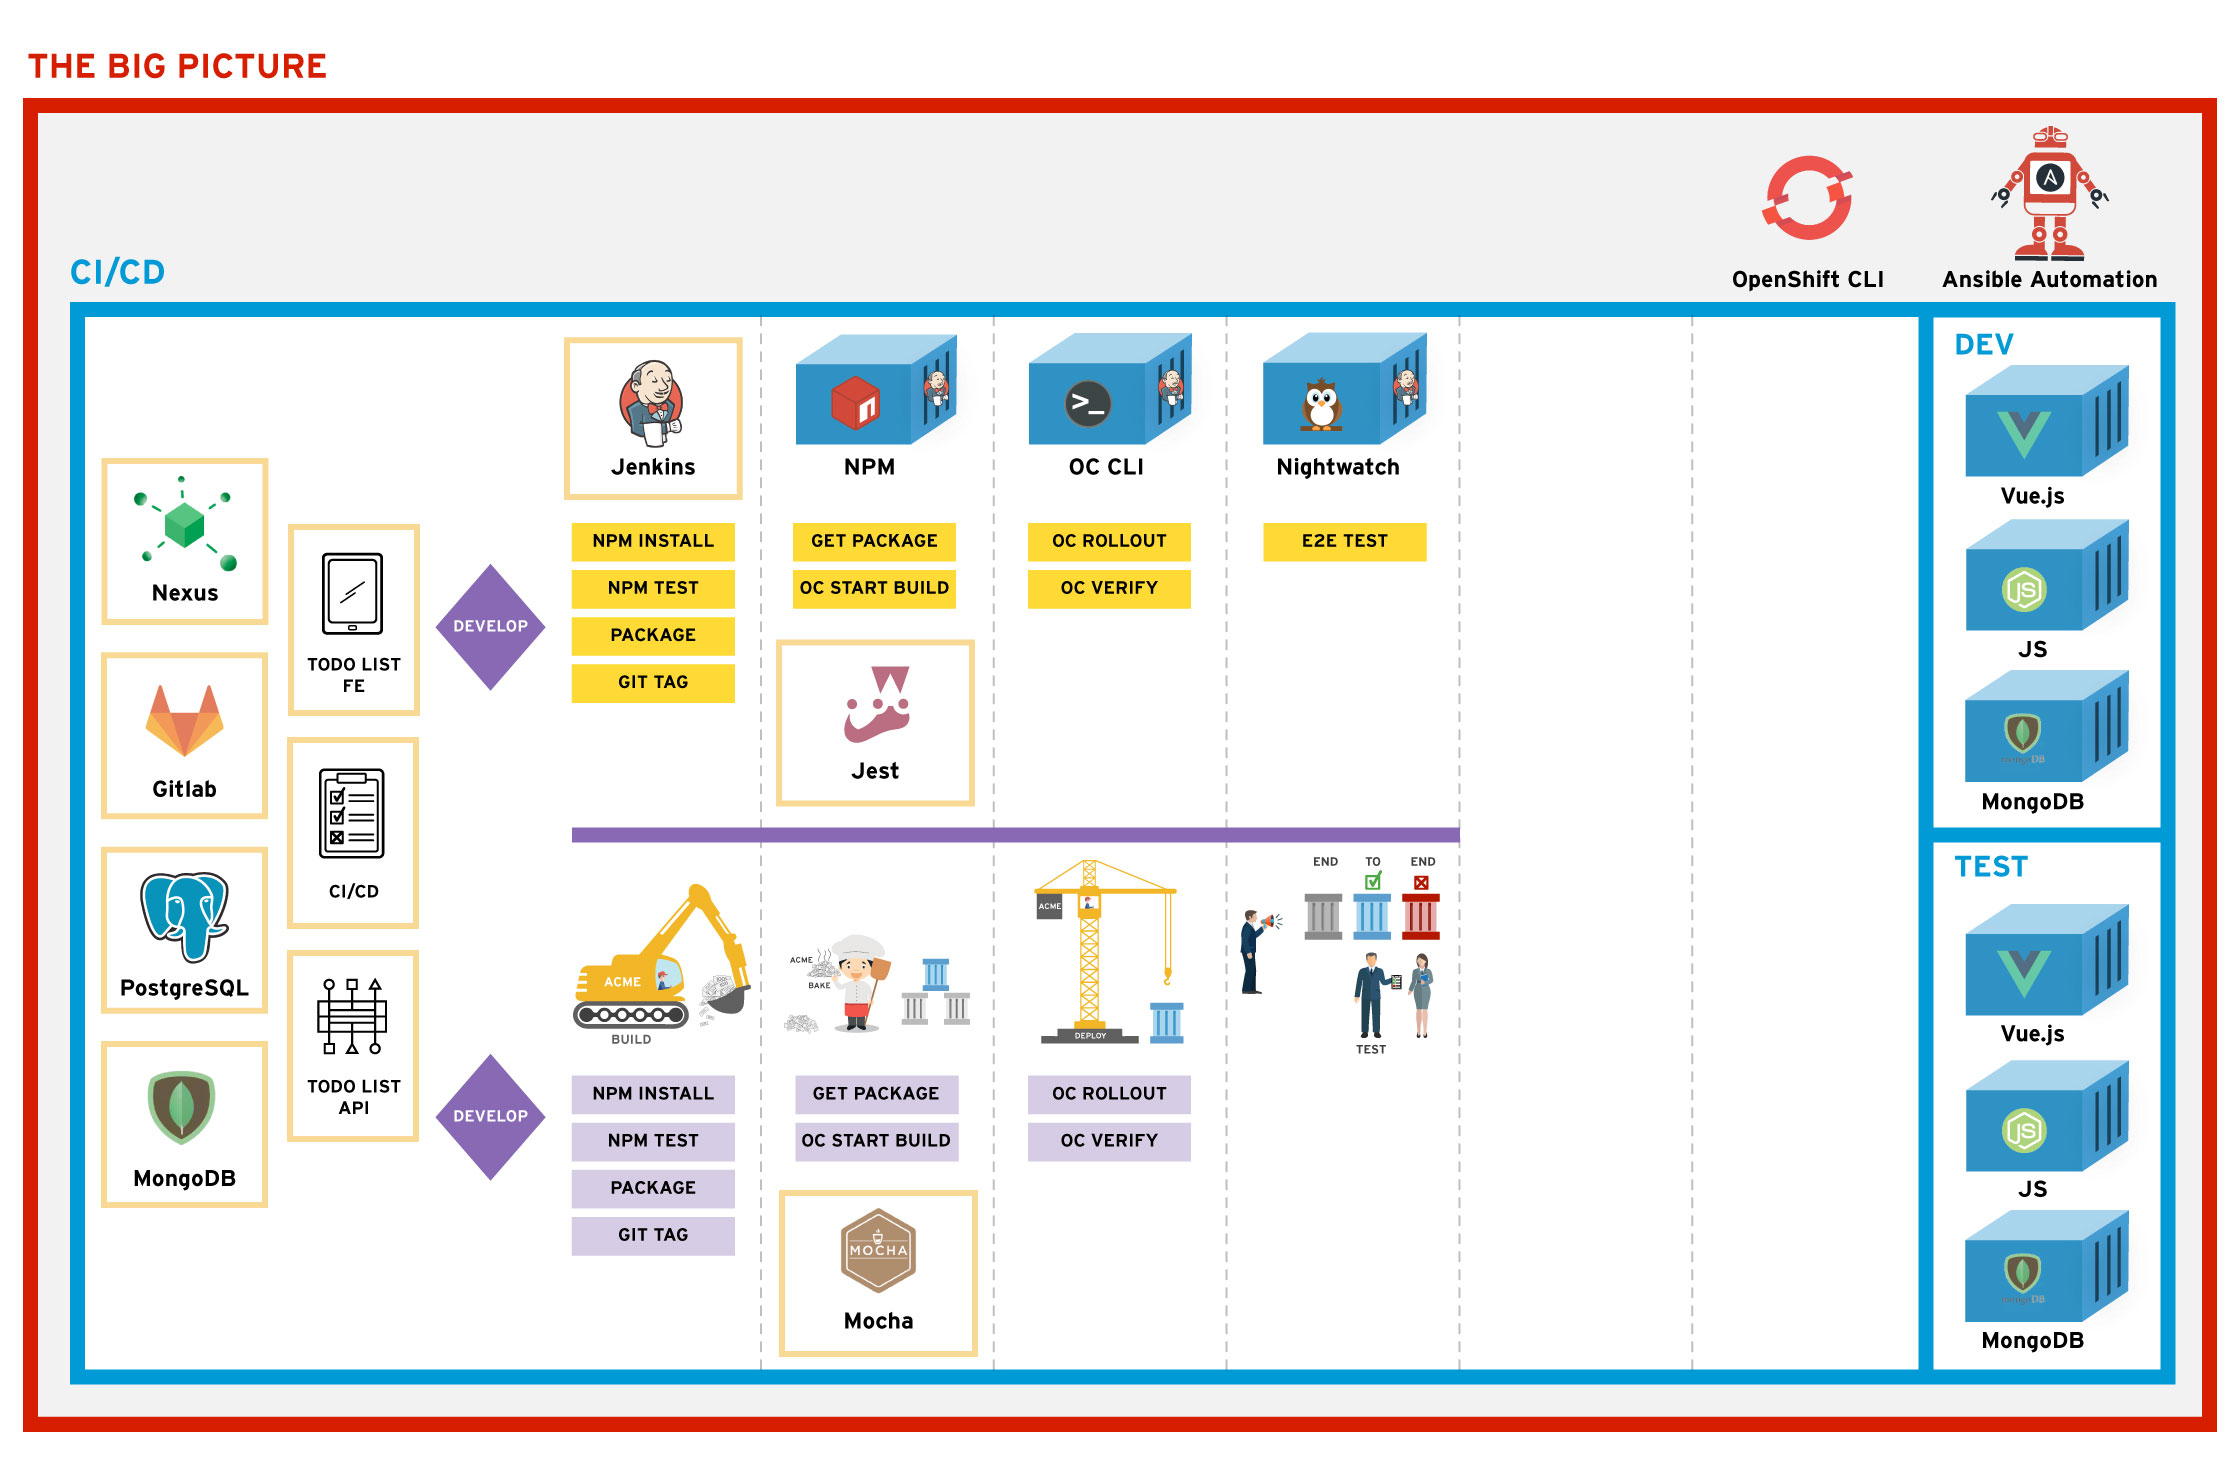 THE BIG PICTURE
OpenShift CLI
Ansible Automation
CI/CD
Nexus
Gitlab
PostgreSQL
MongoDB
TODO LIST
FE
CI/CD
TODO LIST
API
DEVELOP
DEVELOP
Jenkins
NPM INSTALL
NPM TEST
PACKAGE
GIT TAG
NPM
GET PACKAGE
OC START BUILD
Jest
>_
OC CLI
OC ROLLOUT
OC VERIFY
Nightwatch
E2E TEST
ACME
BUILD
ACME
BAKE
ACME
DEPLOY
END
TO
END
TEST
NPM INSTALL
NPM TEST
PACKAGE
GIT TAG
GET PACKAGE
OC START BUILD
MOCHA
Mocha
OC ROLLOUT
OC VERIFY
DEV
Vue.js
JS
JS
mongoDB
MongoDB
TEST
Vue.js
JS
JS
mongoDB
MongoDB